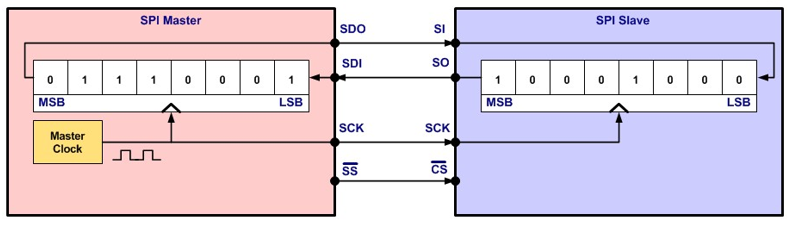 SPI Master
SPI Slave
SDO
SI
SDI
SO
0 1 1 1 0 0 0 1
1 0 0 0 1 0 0 0
MSB
LSB
MSB
LSB
Master
Clock
SCK
SCK
SS
CS